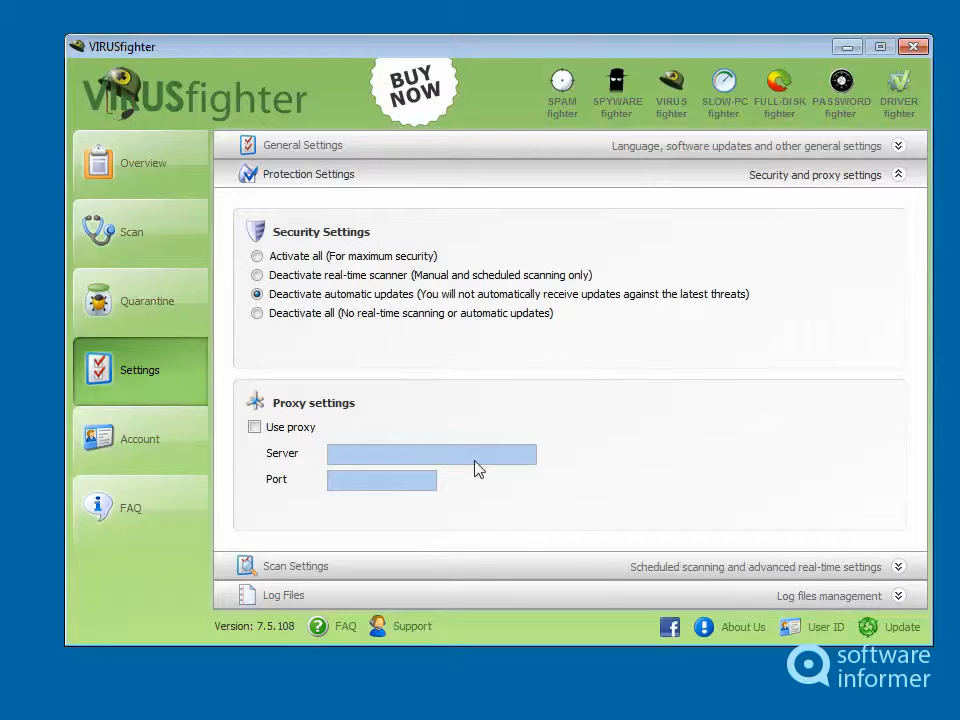 VIRUSfighter
VIRUSfighter
BUY
NOW
SPAM
fighter
SPYWARE
fighter
VIRUS
fighter
SLOW-PC
fighter
FULL-DISK
fighter
PASSWORD
fighter
DRIVER
fighter
Overview
Scan
Quarantine
Settings
Account
FAQ
General Settings
Language, software updates and other general settings
Protection Settings
Security and proxy settings
Security Settings
Activate all (For maximum security)
Deactivate real-time scanner (Manual and scheduled scanning only)
Deactivate automatic updates (You will not automatically receive updates against the latest threats)
Deactivate all (No real-time scanning or automatic updates)
Proxy settings
Use proxy
Server
Port
Scan Settings
Scheduled scanning and advanced real-time settings
Log Files
Log files management
Version: 7.5.108
FAQ
Support
About Us
User ID
Update
software
informer